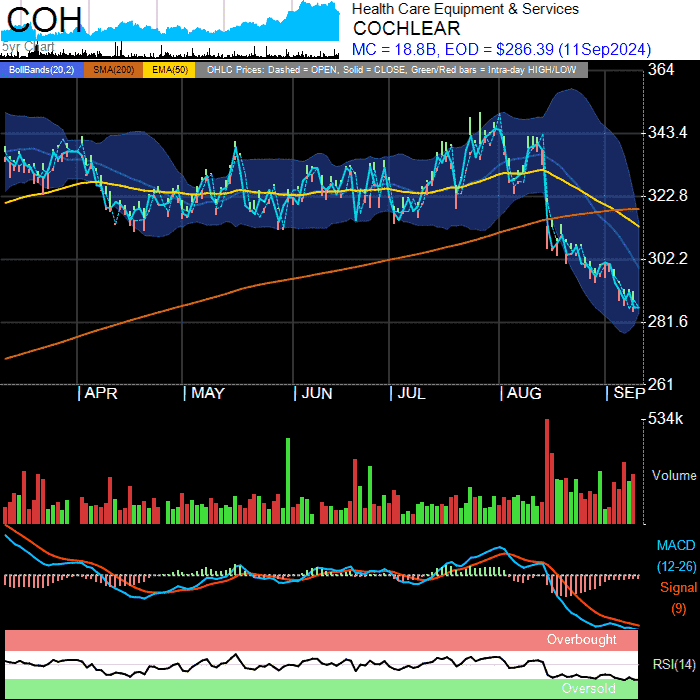 COH
5yr Chart
Health Care Equipment & Services
COCHLEAR
MC = 18.8B, EOD = $286.39 (11Sep2024)
BollBands(20,2) SMA(200) EMA(50) OHLC Prices: Dashed = OPEN, Solid = CLOSE, Green/Red bars = Intra-day HIGH/LOW
364
343.4
322.8
302.2
281.6
261
| APR | MAY | JUN | JUL | AUG | SEP
534k
Volume
MACD
(12-26)
Signal
(9)
Overbought
RSI(14)
Oversold